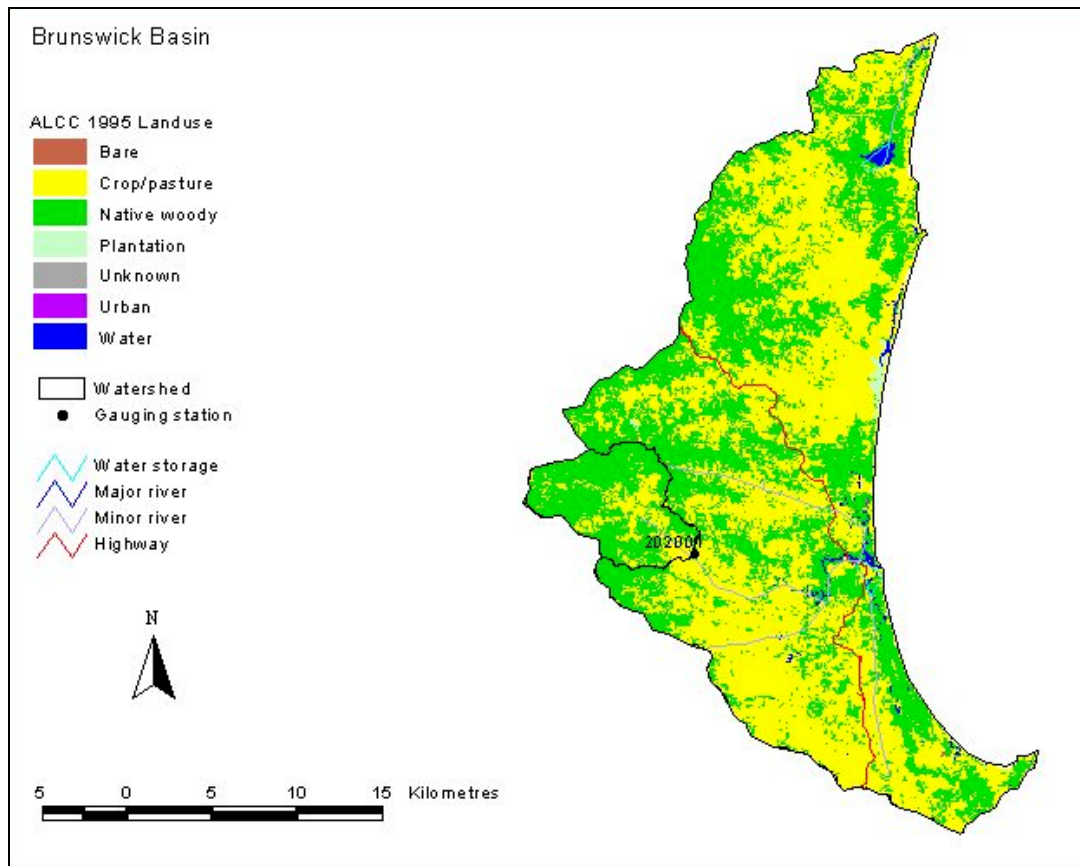 Brunswick Basin
ALCC 1995 Landuse
Bare
Crop/pasture
Native woody
Plantation
Unknown
Urban
Water
Watershed
Gauging station
Water storage
Major river
Minor river
Highway
202001
N
5 0 5 10 15 Kilometres